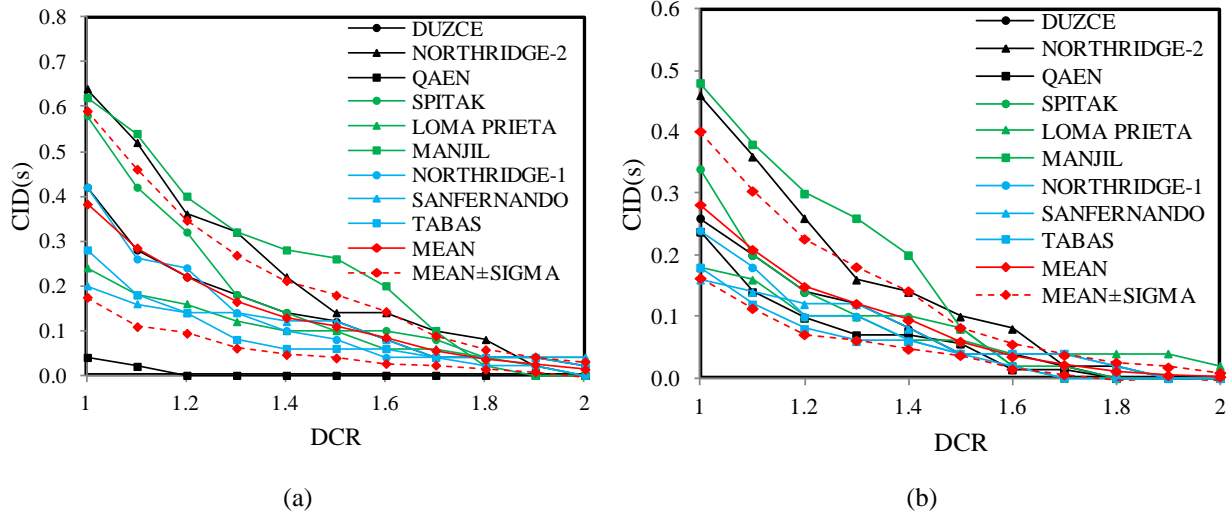 0.8
0.7
0.6
0.5
0.4
0.3
0.2
0.1
0.0
CID(s)
1 1.2 1.4 1.6 1.8 2
DCR
DUZCE
NORTHRIDGE-2
QAEN
SPITAK
LOMA PRIETA
MANJIL
NORTHRIDGE-1
SANFERNANDO
TABAS
MEAN
MEAN±SIGMA
(a)
0.6
0.5
0.4
0.3
0.2
0.1
0.0
CID(s)
1 1.2 1.4 1.6 1.8 2
DCR
DUZCE
NORTHRIDGE-2
QAEN
SPITAK
LOMA PRIETA
MANJIL
NORTHRIDGE-1
SANFERNANDO
TABAS
MEAN
MEAN±SIGMA
(b)